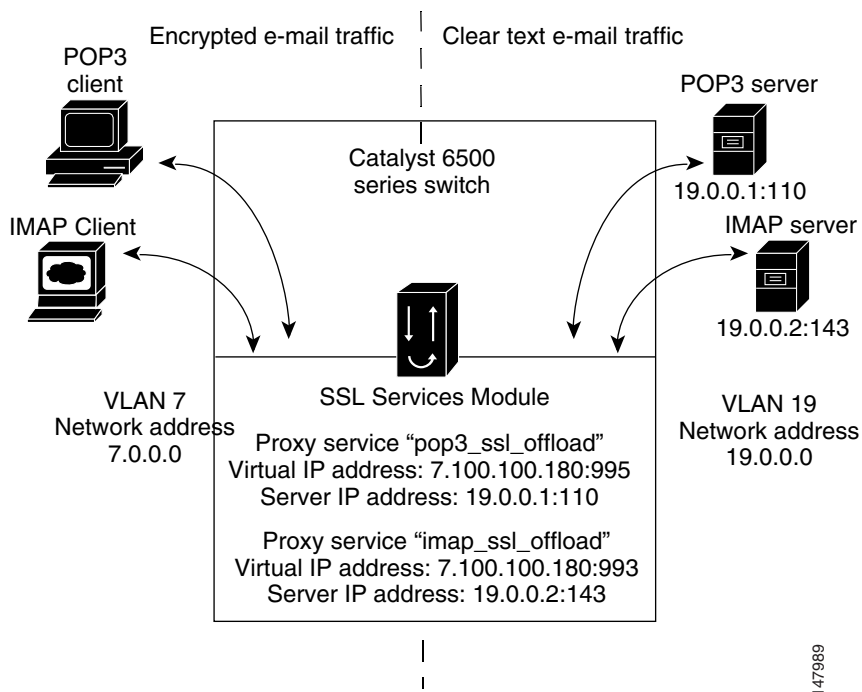 Encrypted e-mail traffic
Clear text e-mail traffic
POP3
client
POP3 server
Catalyst 6500
series switch
19.0.0.1:110
IMAP Client
IMAP server
19.0.0.2:143
SSL Services Module
VLAN 7
Network address
7.0.0.0
VLAN 19
Network address
19.0.0.0
Proxy service “pop3_ssl_offload”
Virtual IP address: 7.100.100.180:995
Server IP address: 19.0.0.1:110
Proxy service “imap_ssl_offload”
Virtual IP address: 7.100.100.180:993
Server IP address: 19.0.0.2:143
147989